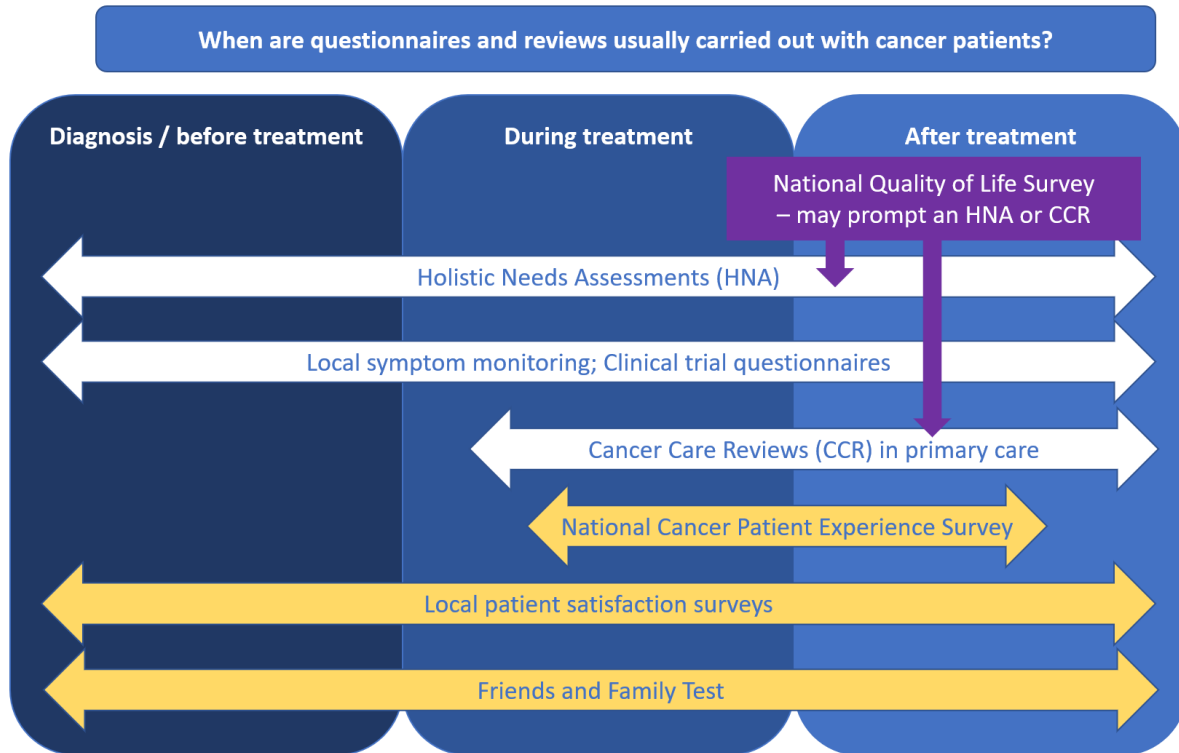 When are questionnaires and reviews usually carried out with cancer patients?
Diagnosis / before treatment
During treatment
After treatment
National Quality of Life Survey
– may prompt an HNA or CCR
Holistic Needs Assessments (HNA)
Local symptom monitoring; Clinical trial questionnaires
Cancer Care Reviews (CCR) in primary care
National Cancer Patient Experience Survey
Local patient satisfaction surveys
Friends and Family Test